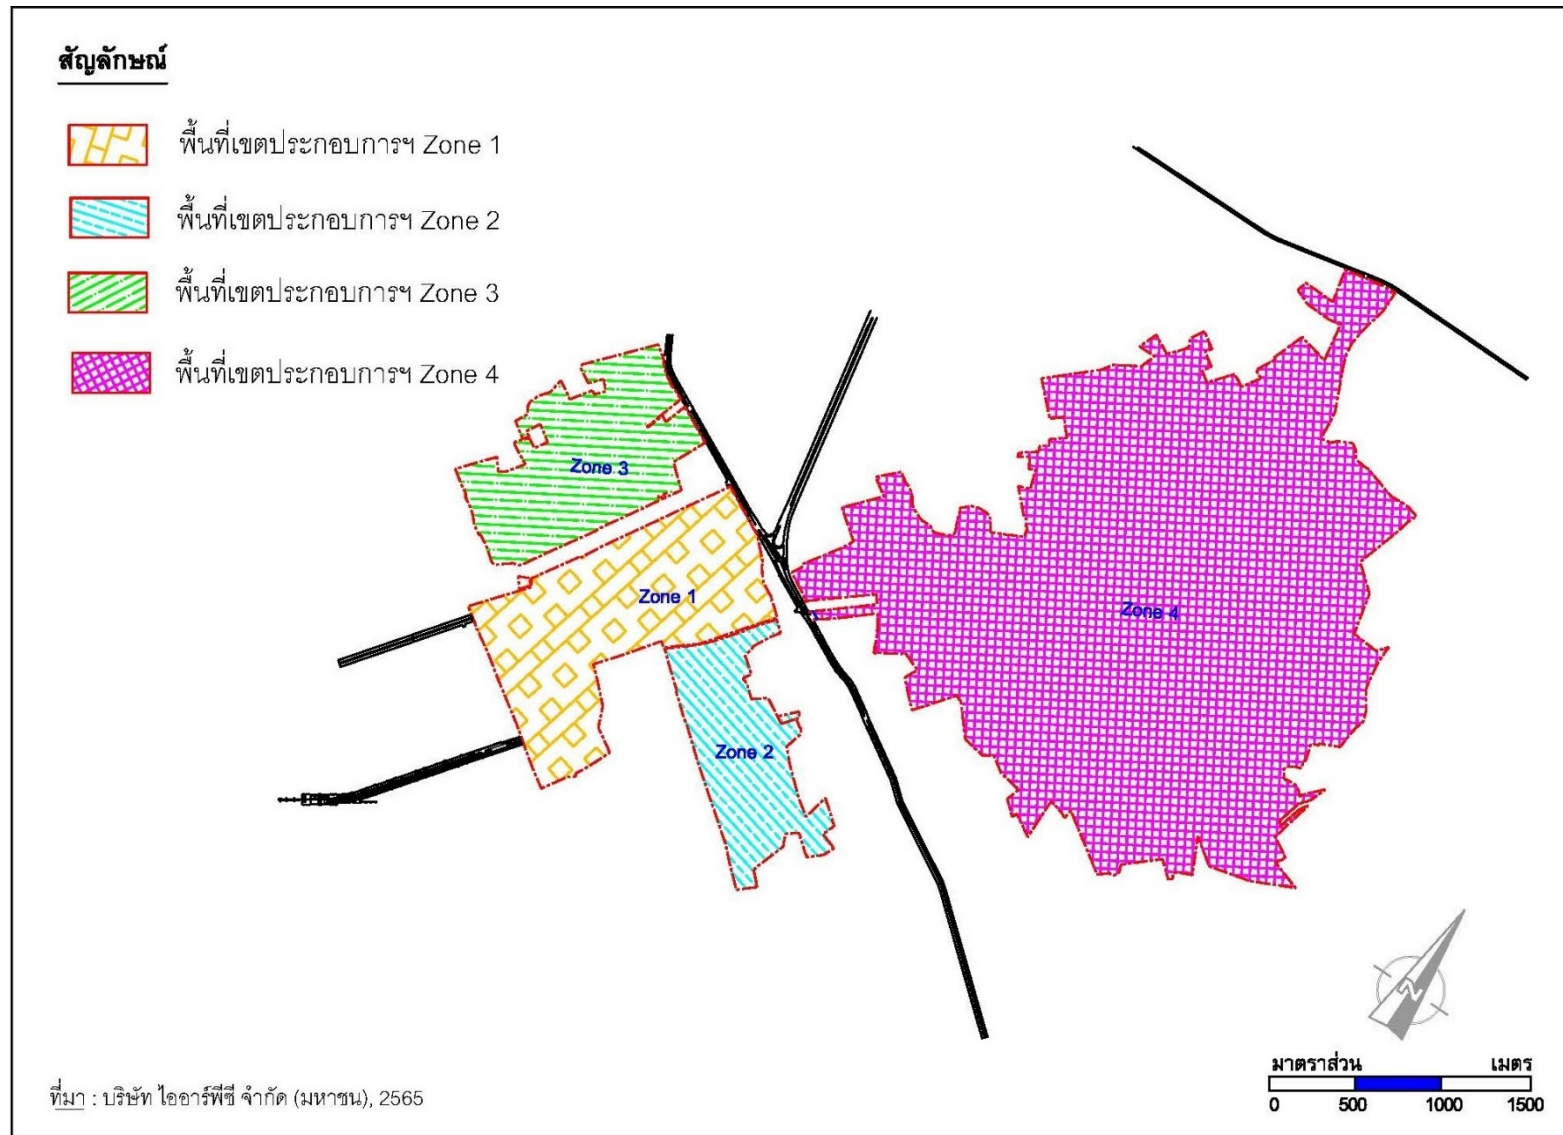 สัญลักษณ์
พื้นที่เขตประกอบการฯ Zone 1
พื้นที่เขตประกอบการฯ Zone 2
พื้นที่เขตประกอบการฯ Zone 3
พื้นที่เขตประกอบการฯ Zone 4
Zone 3
Zone 1
Zone 4
Zone 2
N
มาตราส่วน เมตร
0 500 1000 1500
ที่มา : บริษัท ไออาร์พีซี จำกัด (มหาชน), 2565